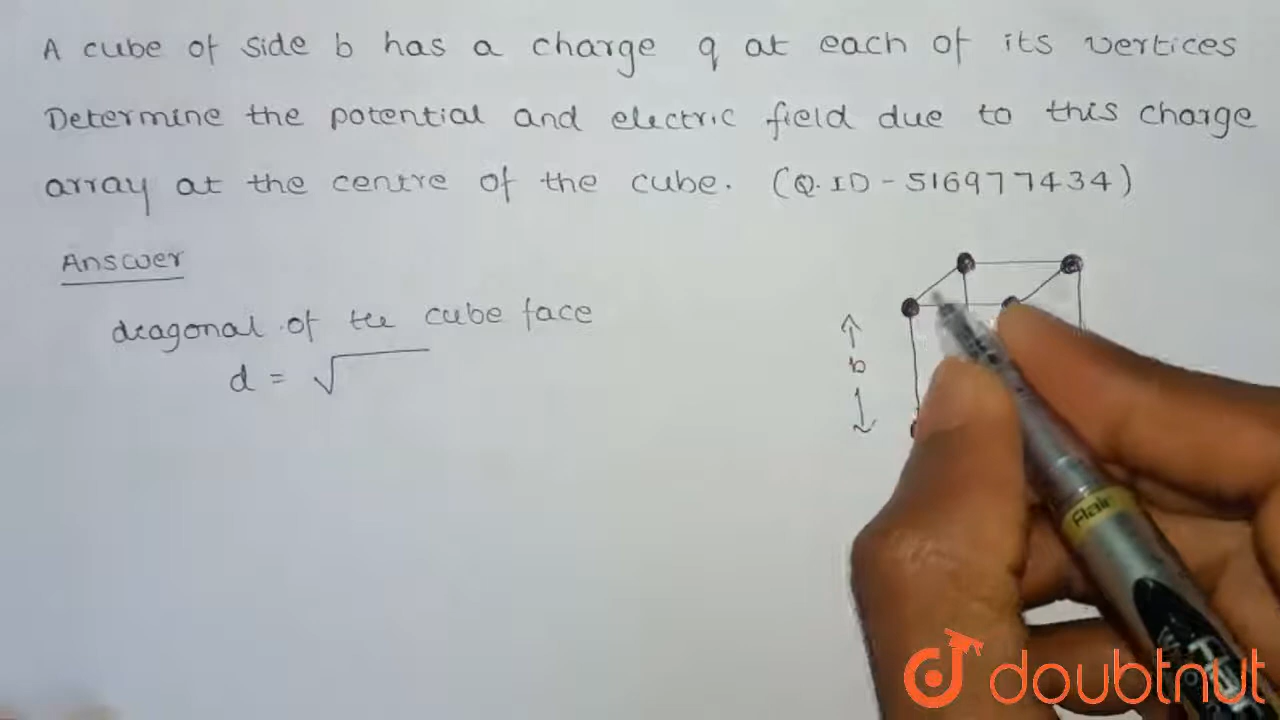 A cube of side b has a charge q at each of its vertices
Determine the potential and electric field due to this charge
array at the centre of the cube. (Q.ID-516977434)
Answer
diagonal of the cube face
d = √
b
Flair
doubtnut